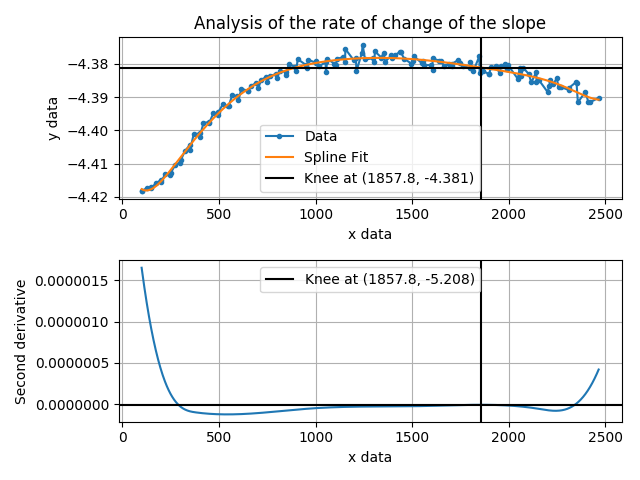 Analysis of the rate of change of the slope
−4.38
−4.39
−4.40
−4.41
−4.42
y data
Data
Spline Fit
Knee at (1857.8, -4.381)
0 500 1000 1500 2000 2500
x data
Knee at (1857.8, -5.208)
0.0000015
0.0000010
0.0000005
0.0000000
Second derivative
0 500 1000 1500 2000 2500
x data